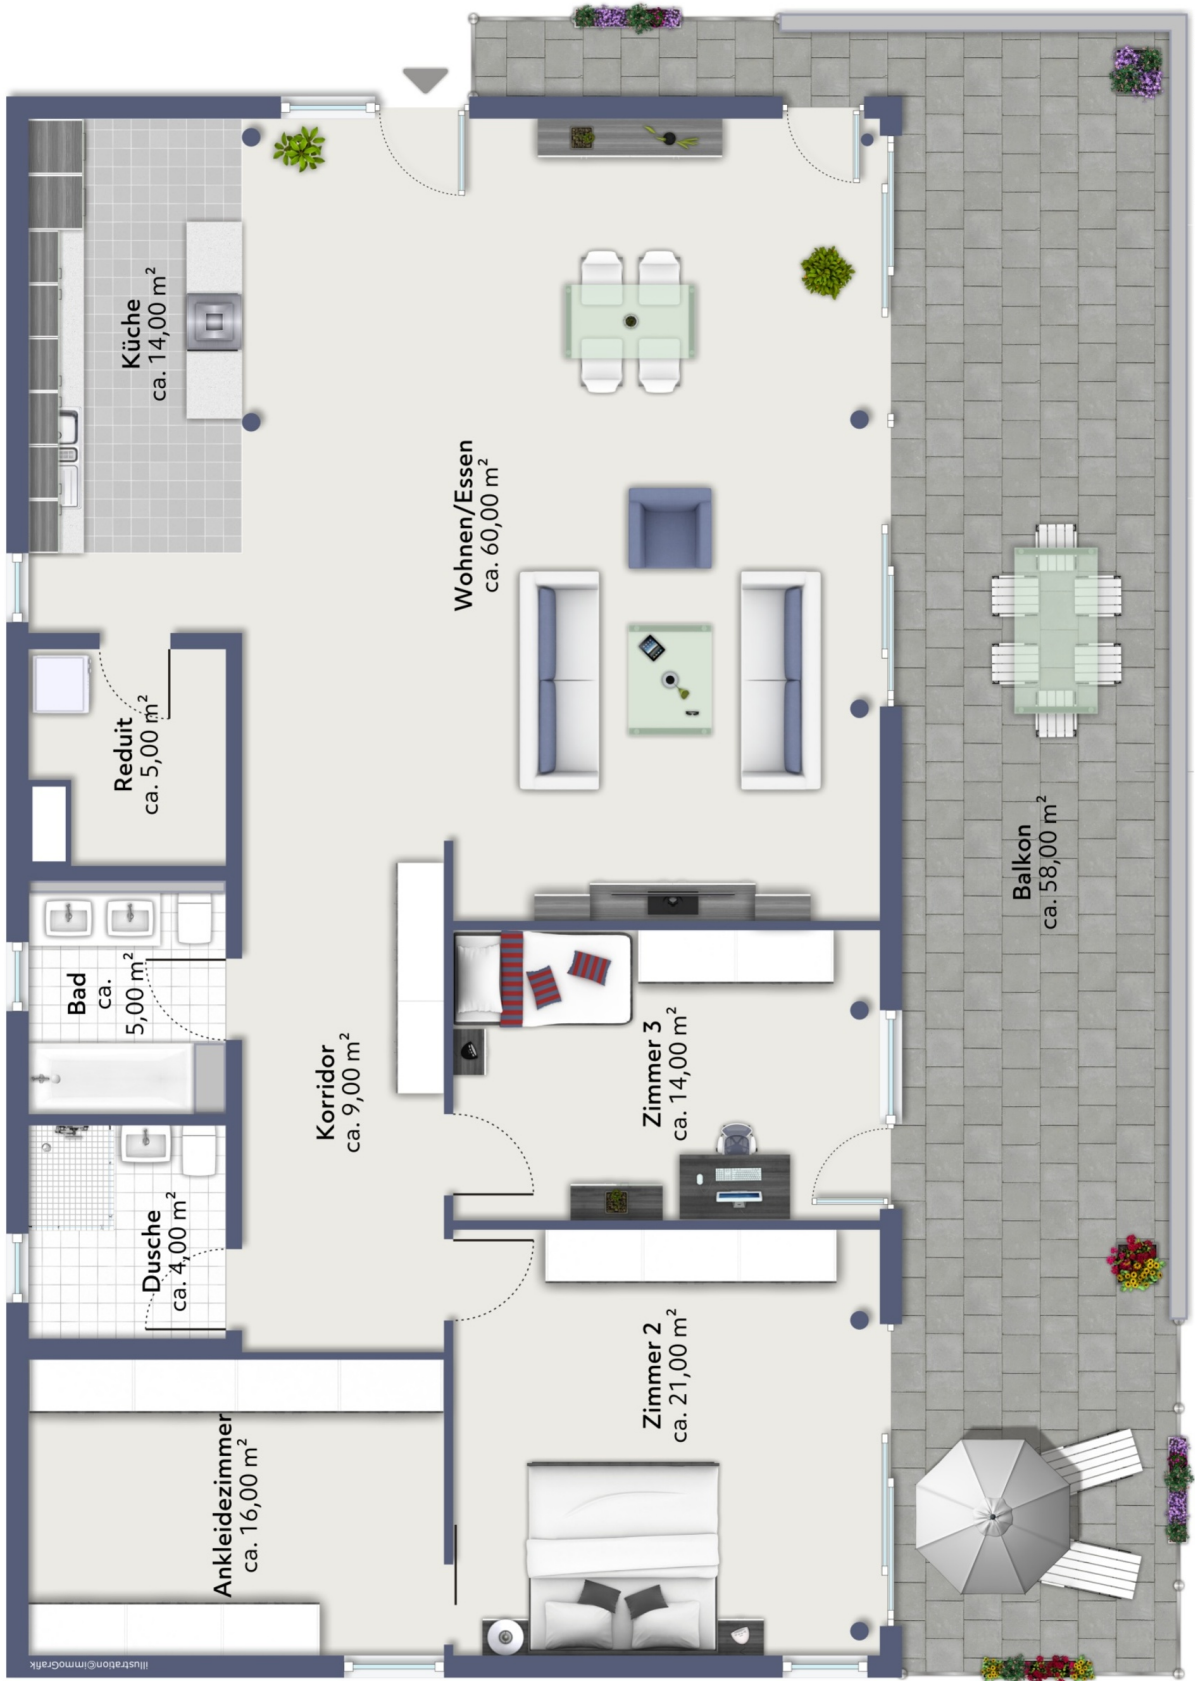 Küche
ca. 14,00 m²
Wohnen/Essen
ca. 60,00 m²
Reduit
ca. 5,00 m²
Bad
ca.
5,00 m²
Korridor
ca. 9,00 m²
Dusche
ca. 4,00 m²
Zimmer 3
ca. 14,00 m²
Zimmer 2
ca. 21,00 m²
Ankleidezimmer
ca. 16,00 m²
Balkon
ca. 58,00 m²
illustration©immoGrafik